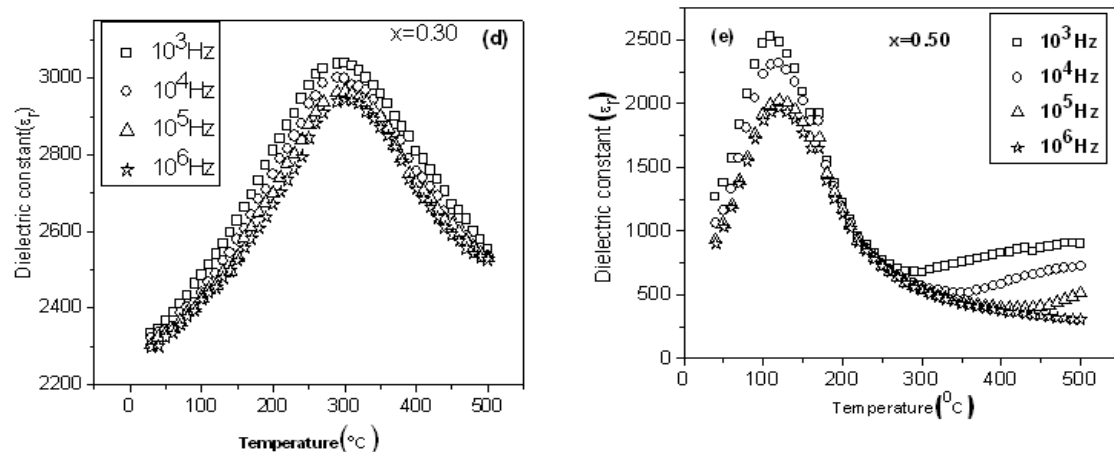 x=0.30 (d)
□ 10³Hz
○ 10⁴Hz
△ 10⁵Hz
☆ 10⁶Hz
Dielectric constant(ε_r)
3000
2800
2600
2400
2200
0 100 200 300 400 500
Temperature(°C)
(e) x=0.50
□ 10³Hz
○ 10⁴Hz
△ 10⁵Hz
☆ 10⁶Hz
Dielectric constant (ε_r)
2500
2000
1500
1000
500
0
0 100 200 300 400 500
Temperature(⁰C)